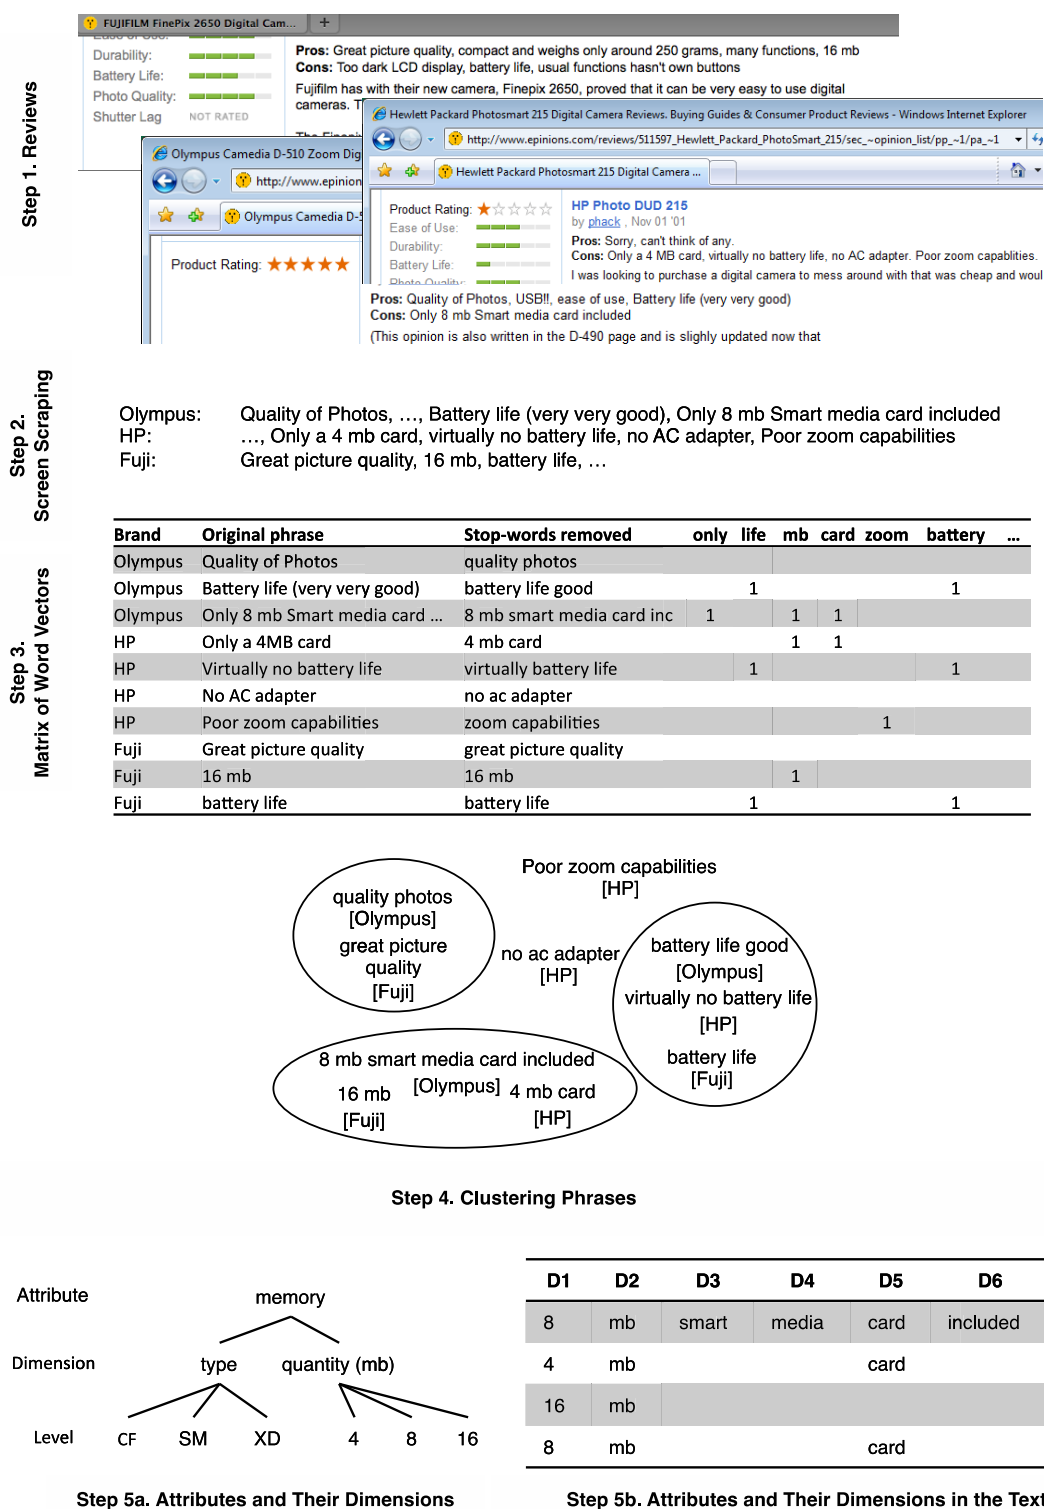 FUJIFILM FinePix 2650 Digital Cam... +
Durability:
Battery Life:
Photo Quality:
Shutter Lag NOT RATED
Pros: Great picture quality, compact and weighs only around 250 grams, many functions, 16 mb
Cons: Too dark LCD display, battery life, usual functions hasn't own buttons
Fujifilm has with their new camera, Finepix 2650, proved that it can be very easy to use digital
cameras. T
Hewlett Packard Photosmart 215 Digital Camera Reviews. Buying Guides & Consumer Product Reviews - Windows Internet Explorer
http://www.epinions.com/reviews/511597_Hewlett_Packard_PhotoSmart_215/sec_~opinion_list/pp_~1/pa_~1
Hewlett Packard Photosmart 215 Digital Camera ...
Olympus Camedia D-510 Zoom Dig
http://www.epinion
Olympus Camedia D-5
Product Rating:
Product Rating:
Ease of Use:
Durability:
Battery Life:
HP Photo DUD 215
by phack , Nov 01 '01
Pros: Sorry, can't think of any.
Cons: Only a 4 MB card, virtually no battery life, no AC adapter. Poor zoom capablities.
I was looking to purchase a digital camera to mess around with that was cheap and woul
Pros: Quality of Photos, USB!!, ease of use, Battery life (very very good)
Cons: Only 8 mb Smart media card included
(This opinion is also written in the D-490 page and is slighly updated now that
Step 1. Reviews
Step 2.
Screen Scraping
Olympus: Quality of Photos, ..., Battery life (very very good), Only 8 mb Smart media card included
HP: ..., Only a 4 mb card, virtually no battery life, no AC adapter, Poor zoom capabilities
Fuji: Great picture quality, 16 mb, battery life, ...
Step 3.
Matrix of Word Vectors
Brand Original phrase Stop-words removed only life mb card zoom battery ...
Olympus Quality of Photos quality photos
Olympus Battery life (very very good) battery life good 1 1
Olympus Only 8 mb Smart media card ... 8 mb smart media card inc 1 1 1
HP Only a 4MB card 4 mb card 1 1
HP Virtually no battery life virtually battery life 1 1
HP No AC adapter no ac adapter
HP Poor zoom capabilities zoom capabilities 1
Fuji Great picture quality great picture quality
Fuji 16 mb 16 mb 1
Fuji battery life battery life 1 1
Poor zoom capabilities
[HP]
quality photos
[Olympus]
great picture
quality
[Fuji]
no ac adapter
[HP]
battery life good
[Olympus]
virtually no battery life
[HP]
battery life
[Fuji]
8 mb smart media card included
[Olympus]
16 mb
[Fuji]
4 mb card
[HP]
Step 4. Clustering Phrases
Attribute memory
Dimension type quantity (mb)
Level CF SM XD 4 8 16
Step 5a. Attributes and Their Dimensions
D1 D2 D3 D4 D5 D6
8 mb smart media card included
4 mb card
16 mb
8 mb card
Step 5b. Attributes and Their Dimensions in the Text